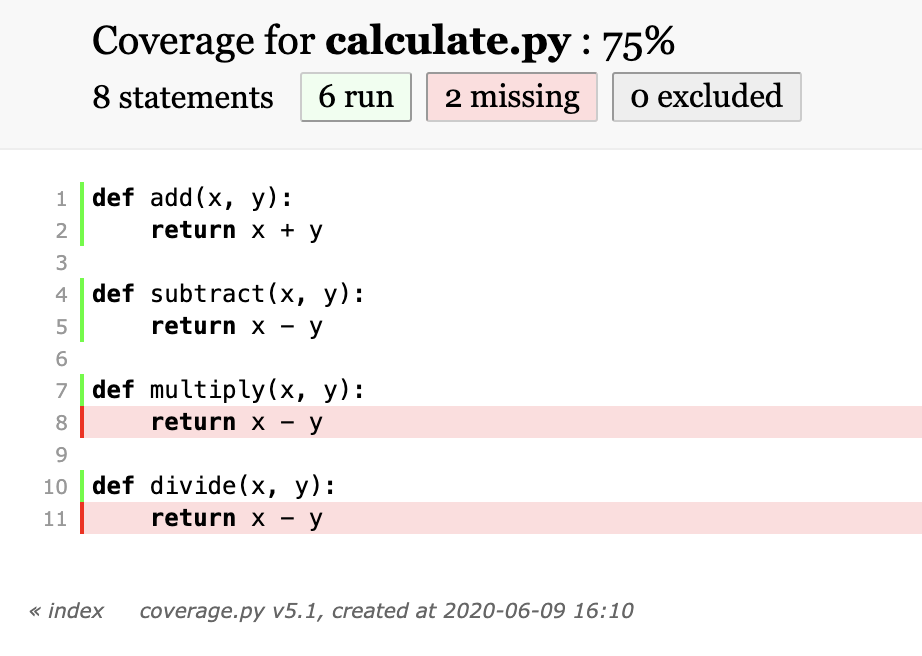 Coverage for calculate.py : 75%
8 statements 6 run 2 missing 0 excluded
1 def add(x, y):
2     return x + y
3
4 def subtract(x, y):
5     return x − y
6
7 def multiply(x, y):
8     return x − y
9
10 def divide(x, y):
11     return x − y
« index coverage.py v5.1, created at 2020-06-09 16:10